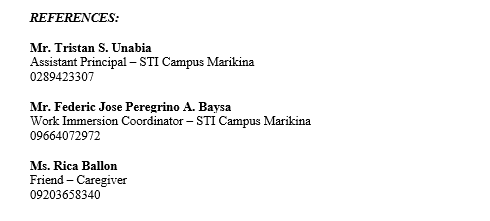 REFERENCES:
Mr. Tristan S. Unabia
Assistant Principal – STI Campus Marikina
0289423307
Mr. Federic Jose Peregrino A. Baysa
Work Immersion Coordinator – STI Campus Marikina
09664072972
Ms. Rica Ballon
Friend – Caregiver
09203658340